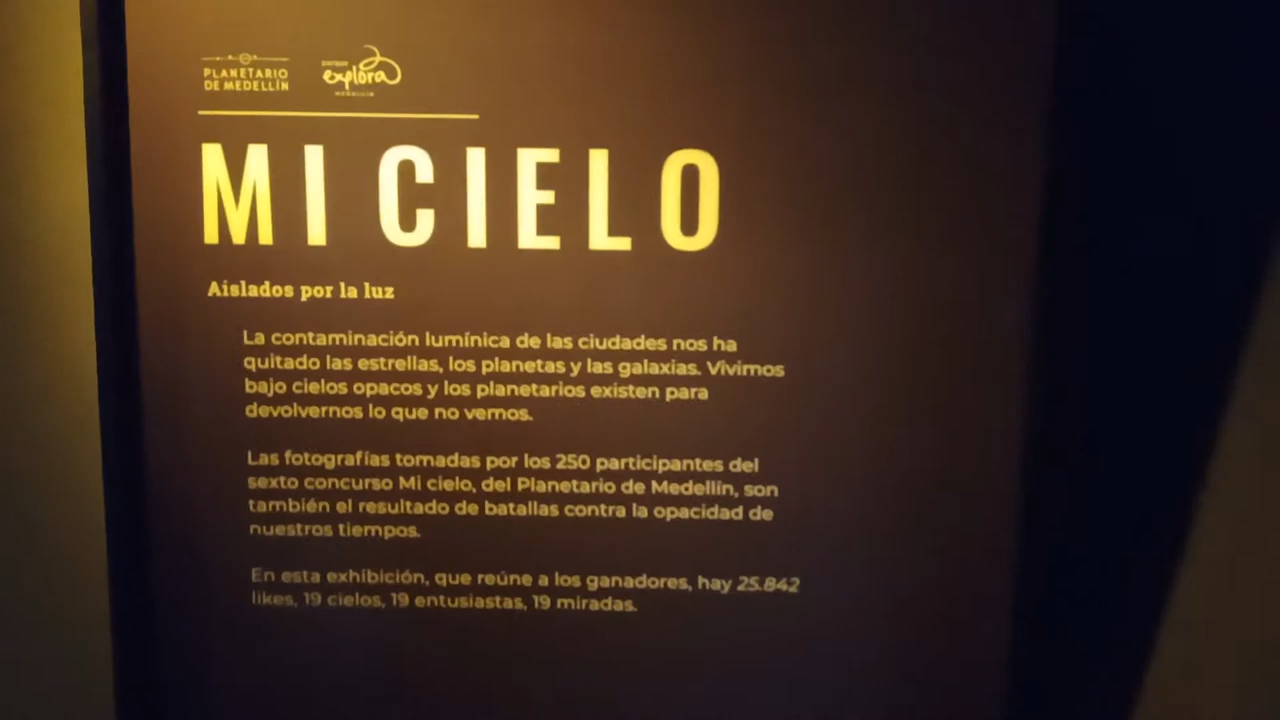 PLANETARIO
DE MEDELLÍN
parque
explora
MEDELLÍN
MI CIELO
Aislados por la luz
La contaminación lumínica de las ciudades nos ha
quitado las estrellas, los planetas y las galaxias. Vivimos
bajo cielos opacos y los planetarios existen para
devolvernos lo que no vemos.
Las fotografías tomadas por los 250 participantes del
sexto concurso Mi cielo, del Planetario de Medellín, son
también el resultado de batallas contra la opacidad de
nuestros tiempos.
En esta exhibición, que reúne a los ganadores, hay 25.842
likes, 19 cielos, 19 entusiastas, 19 miradas.